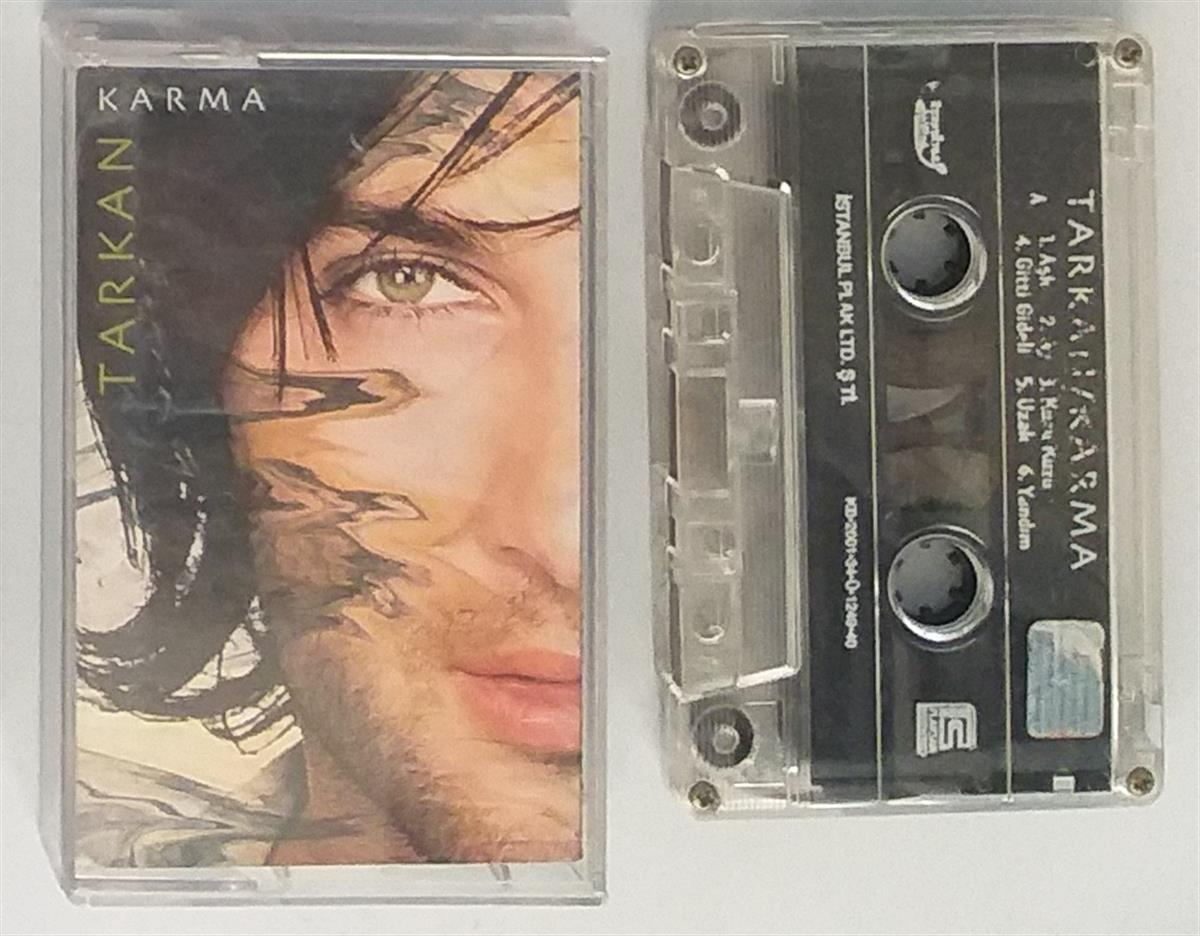 KARMA
TARKAN
TARKAN/KARMA
A 1. Aşk 2. Ay 3. Kuzu Kuzu
4. Gitti Gideli 5. Uzak 6. Yandım
İSTANBUL PLAK LTD. ŞTİ.